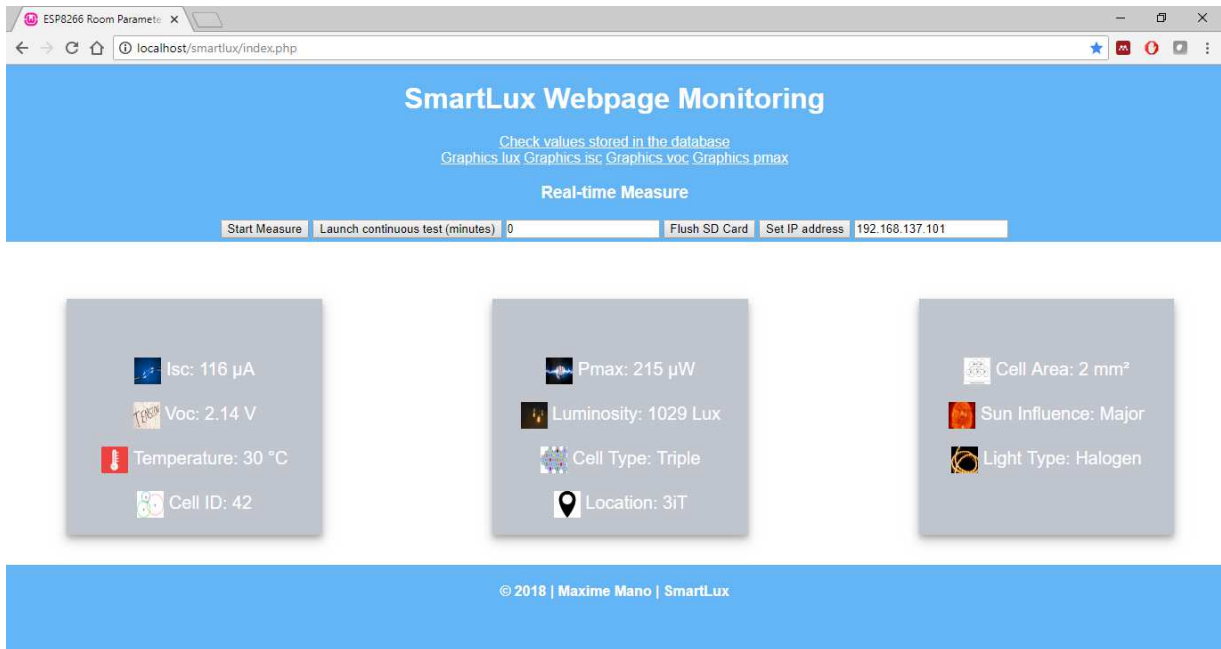 ESP8266 Room Paramete
localhost/smartlux/index.php
SmartLux Webpage Monitoring
Check values stored in the database
Graphics lux Graphics isc Graphics voc Graphics pmax
Real-time Measure
Start Measure Launch continuous test (minutes) 0 Flush SD Card Set IP address 192.168.137.101
Isc: 116 µA
Voc: 2.14 V
Temperature: 30 °C
Cell ID: 42
Pmax: 215 µW
Luminosity: 1029 Lux
Cell Type: Triple
Location: 3iT
Cell Area: 2 mm²
Sun Influence: Major
Light Type: Halogen
© 2018 | Maxime Mano | SmartLux